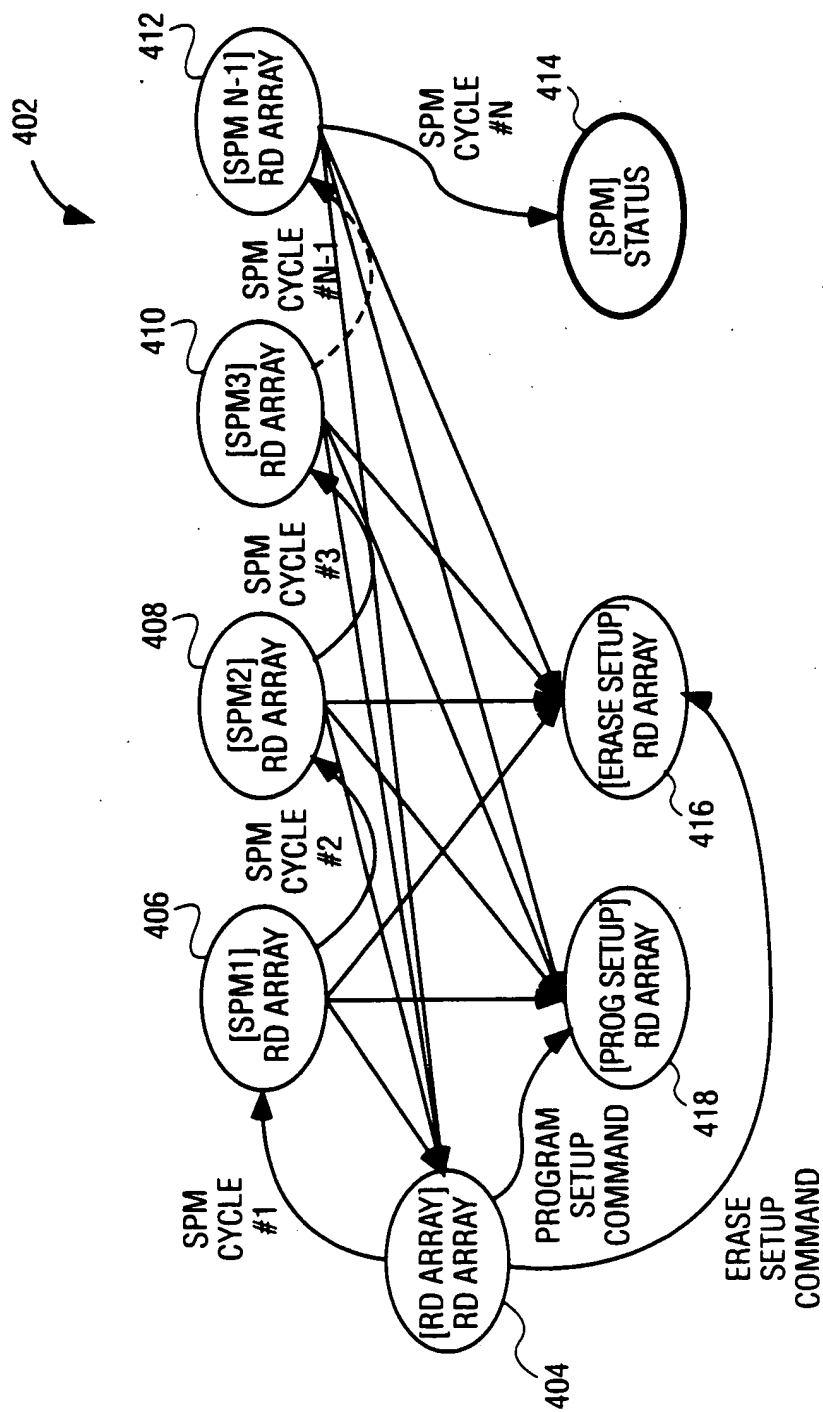 402
412
[SPM N-1]
RD ARRAY
SPM
CYCLE
#N
414
[SPM]
STATUS
SPM
CYCLE
#N-1
410
[SPM3]
RD ARRAY
SPM
CYCLE
#3
408
[SPM2]
RD ARRAY
SPM
CYCLE
#2
406
[SPM1]
RD ARRAY
SPM
CYCLE
#1
[RD ARRAY]
RD ARRAY
404
PROGRAM
SETUP
COMMAND
[PROG SETUP]
RD ARRAY
418
[ERASE SETUP]
RD ARRAY
416
ERASE
SETUP
COMMAND